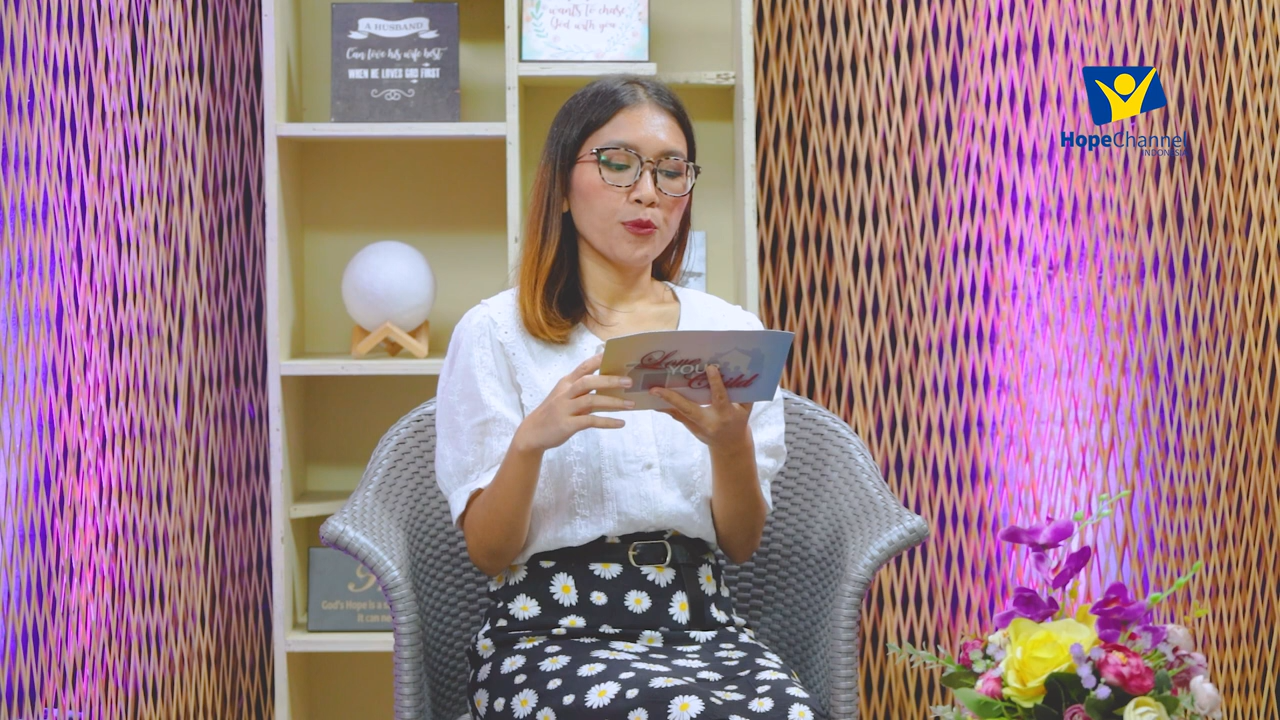 A HUSBAND
Can love his wife best
WHEN HE LOVES GOD FIRST
wants to chase
God with you
HopeChannel
INDONESIA
Love
YOUR
Child
God's Hope is a
it can